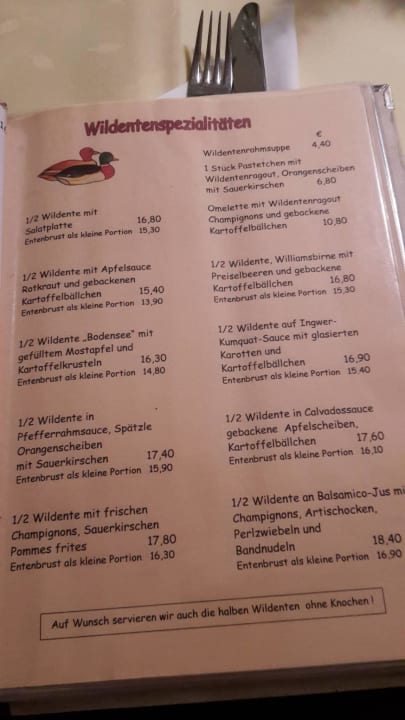 Wildentenspezialitäten
1/2 Wildente mit
Salatplatte 16,80
Entenbrust als kleine Portion 15,30
1/2 Wildente mit Apfelsauce
Rotkraut und gebackenen
Kartoffelbällchen 15,40
Entenbrust als kleine Portion 13,90
1/2 Wildente „Bodensee" mit
gefülltem Mostapfel und
Kartoffelkrusteln 16,30
Entenbrust als kleine Portion 14,80
1/2 Wildente in
Pfefferrahmsauce, Spätzle
Orangenscheiben
mit Sauerkirschen 17,40
Entenbrust als kleine Portion 15,90
1/2 Wildente mit frischen
Champignons, Sauerkirschen
Pommes frites 17,80
Entenbrust als kleine Portion 16,30
€
Wildentenrahmsuppe 4,40
1 Stück Pastetchen mit
Wildentenragout, Orangenscheiben
mit Sauerkirschen 6,80
Omelette mit Wildentenragout
Champignons und gebackene
Kartoffelbällchen 10,80
1/2 Wildente, Williamsbirne mit
Preiselbeeren und gebackene
Kartoffelbällchen 16,80
Entenbrust als kleine Portion 15,30
1/2 Wildente auf Ingwer-
Kumquat-Sauce mit glasierten
Karotten und
Kartoffelbällchen 16,90
Entenbrust als kleine Portion 15,40
1/2 Wildente in Calvadossauce
gebackene Apfelscheiben,
Kartoffelbällchen 17,60
Entenbrust als kleine Portion 16,10
1/2 Wildente an Balsamico-Jus mi
Champignons, Artischocken,
Perlzwiebeln und
Bandnudeln 18,40
Entenbrust als kleine Portion 16,90
Auf Wunsch servieren wir auch die halben Wildenten ohne Knochen !